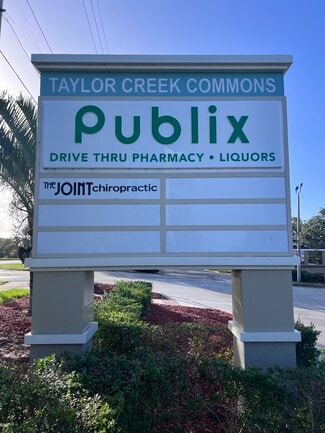 TAYLOR CREEK COMMONS
Publix
DRIVE THRU PHARMACY • LIQUORS
THE JOINT chiropractic